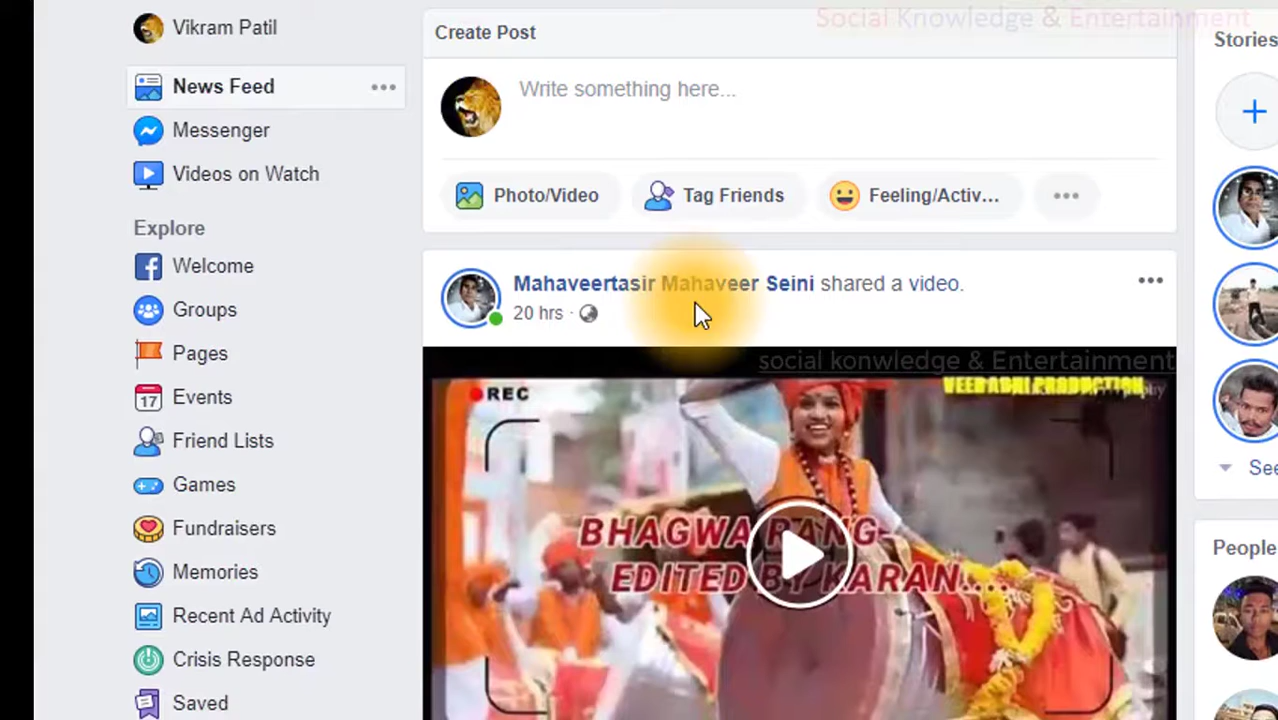 Social Knowledge & Entertainment
Vikram Patil
News Feed
Messenger
Videos on Watch
Explore
Welcome
Groups
Pages
Events
17
Friend Lists
Games
Fundraisers
Memories
Recent Ad Activity
Crisis Response
Saved
Create Post
Write something here...
Photo/Video
Tag Friends
Feeling/Activ...
Mahaveertasir Mahaveer Seini shared a video.
20 hrs
social konwledge & Entertainment
REC
BHAGWA RANG-
EDITED BY KARAN....
Stories
See
People